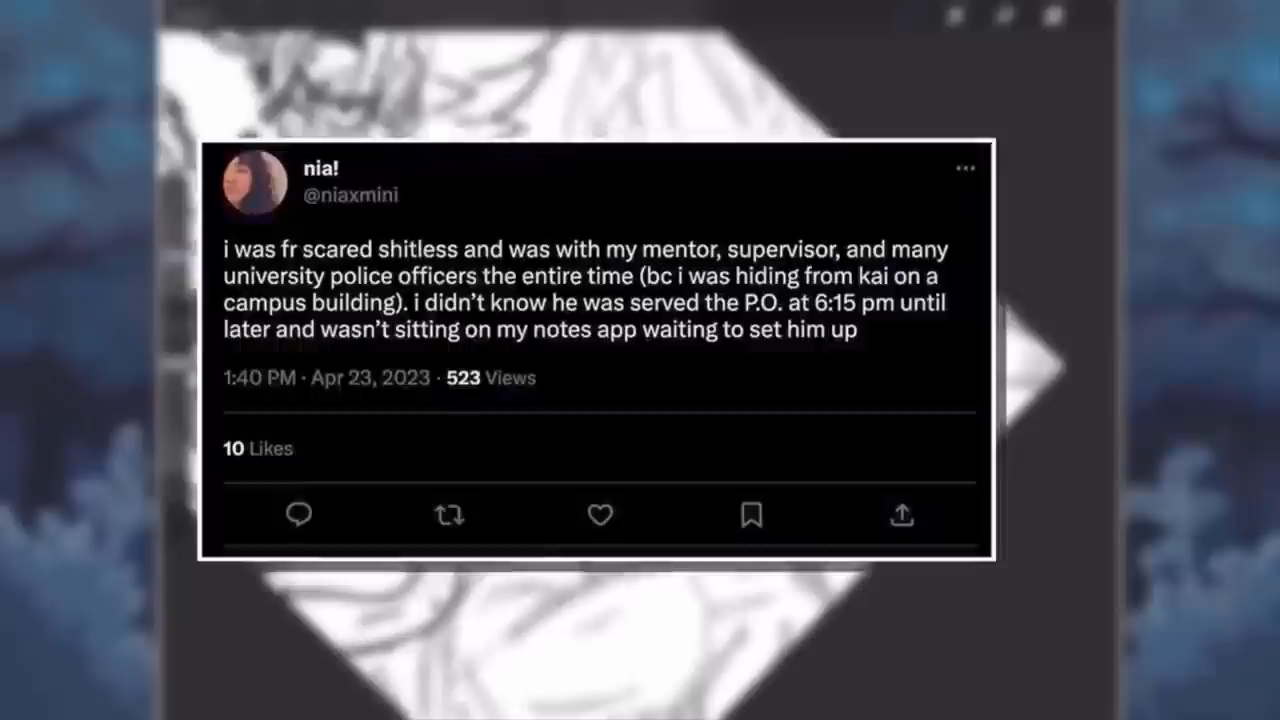 nia!
@niaxmini
i was fr scared shitless and was with my mentor, supervisor, and many
university police officers the entire time (bc i was hiding from kai on a
campus building). i didn't know he was served the P.O. at 6:15 pm until
later and wasn't sitting on my notes app waiting to set him up
1:40 PM · Apr 23, 2023 · 523 Views
10 Likes